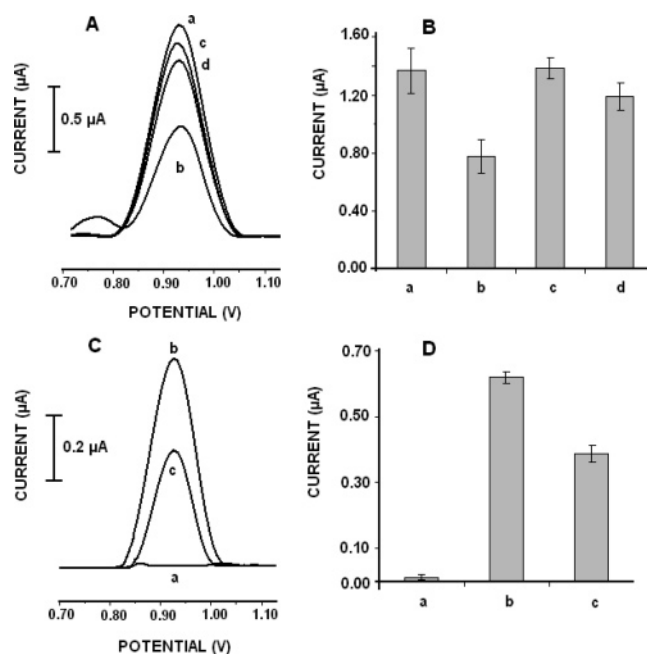 A
a
c
d
b
0.5 µA
CURRENT (µA)
0.70 0.80 0.90 1.00 1.10
POTENTIAL (V)
B
1.60
1.20
0.80
0.40
0.00
CURRENT (µA)
a b c d
C
b
c
a
0.2 µA
CURRENT (µA)
0.70 0.80 0.90 1.00 1.10
POTENTIAL (V)
D
0.70
0.50
0.30
0.10
0.00
CURRENT (µA)
a b c